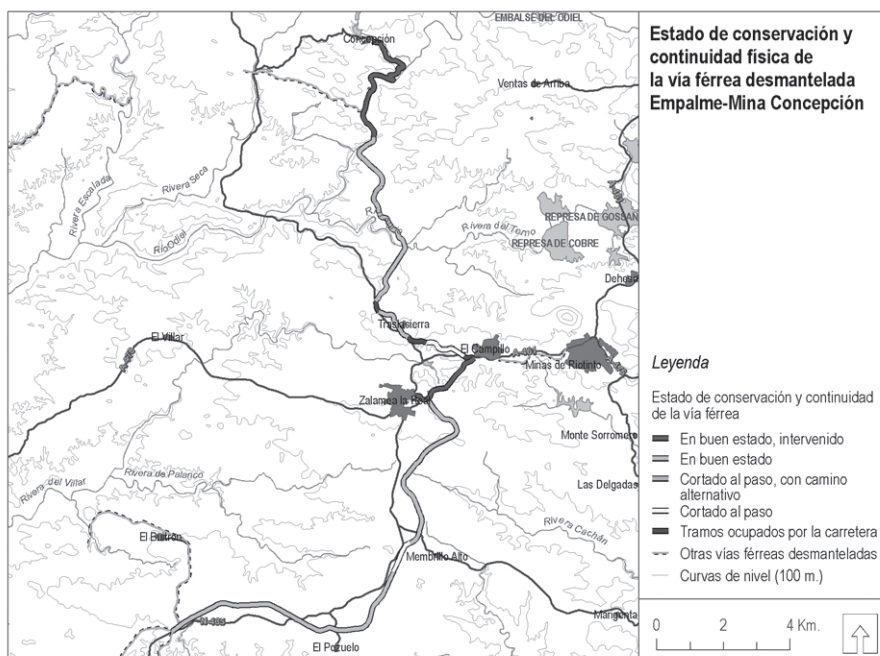 Estado de conservación y
continuidad física de
la vía férrea desmantelada
Empalme-Mina Concepción
EMBALSE DEL ODIEL
Concepción
Ventas de Arriba
Rivera Escalada
Rivera Seca
Río Odiel
Rivera del Temo
REPRESA DE GOSSAN
REPRESA DE COBRE
Traslasierra
El Villar
El Campillo
Minas de Riotinto
Zalamea la Real
Monte Sorromero
Las Delgadas
Rivera de Palanco
Rivera del Villar
Rivera Cachán
El Buitrón
Membrillo Alto
Marigenta
N-435
El Pozuelo
Leyenda
Estado de conservación y continuidad
de la vía férrea
En buen estado, intervenido
En buen estado
Cortado al paso, con camino
alternativo
Cortado al paso
Tramos ocupados por la carretera
Otras vías férreas desmanteladas
Curvas de nivel (100 m.)
0 2 4 Km.